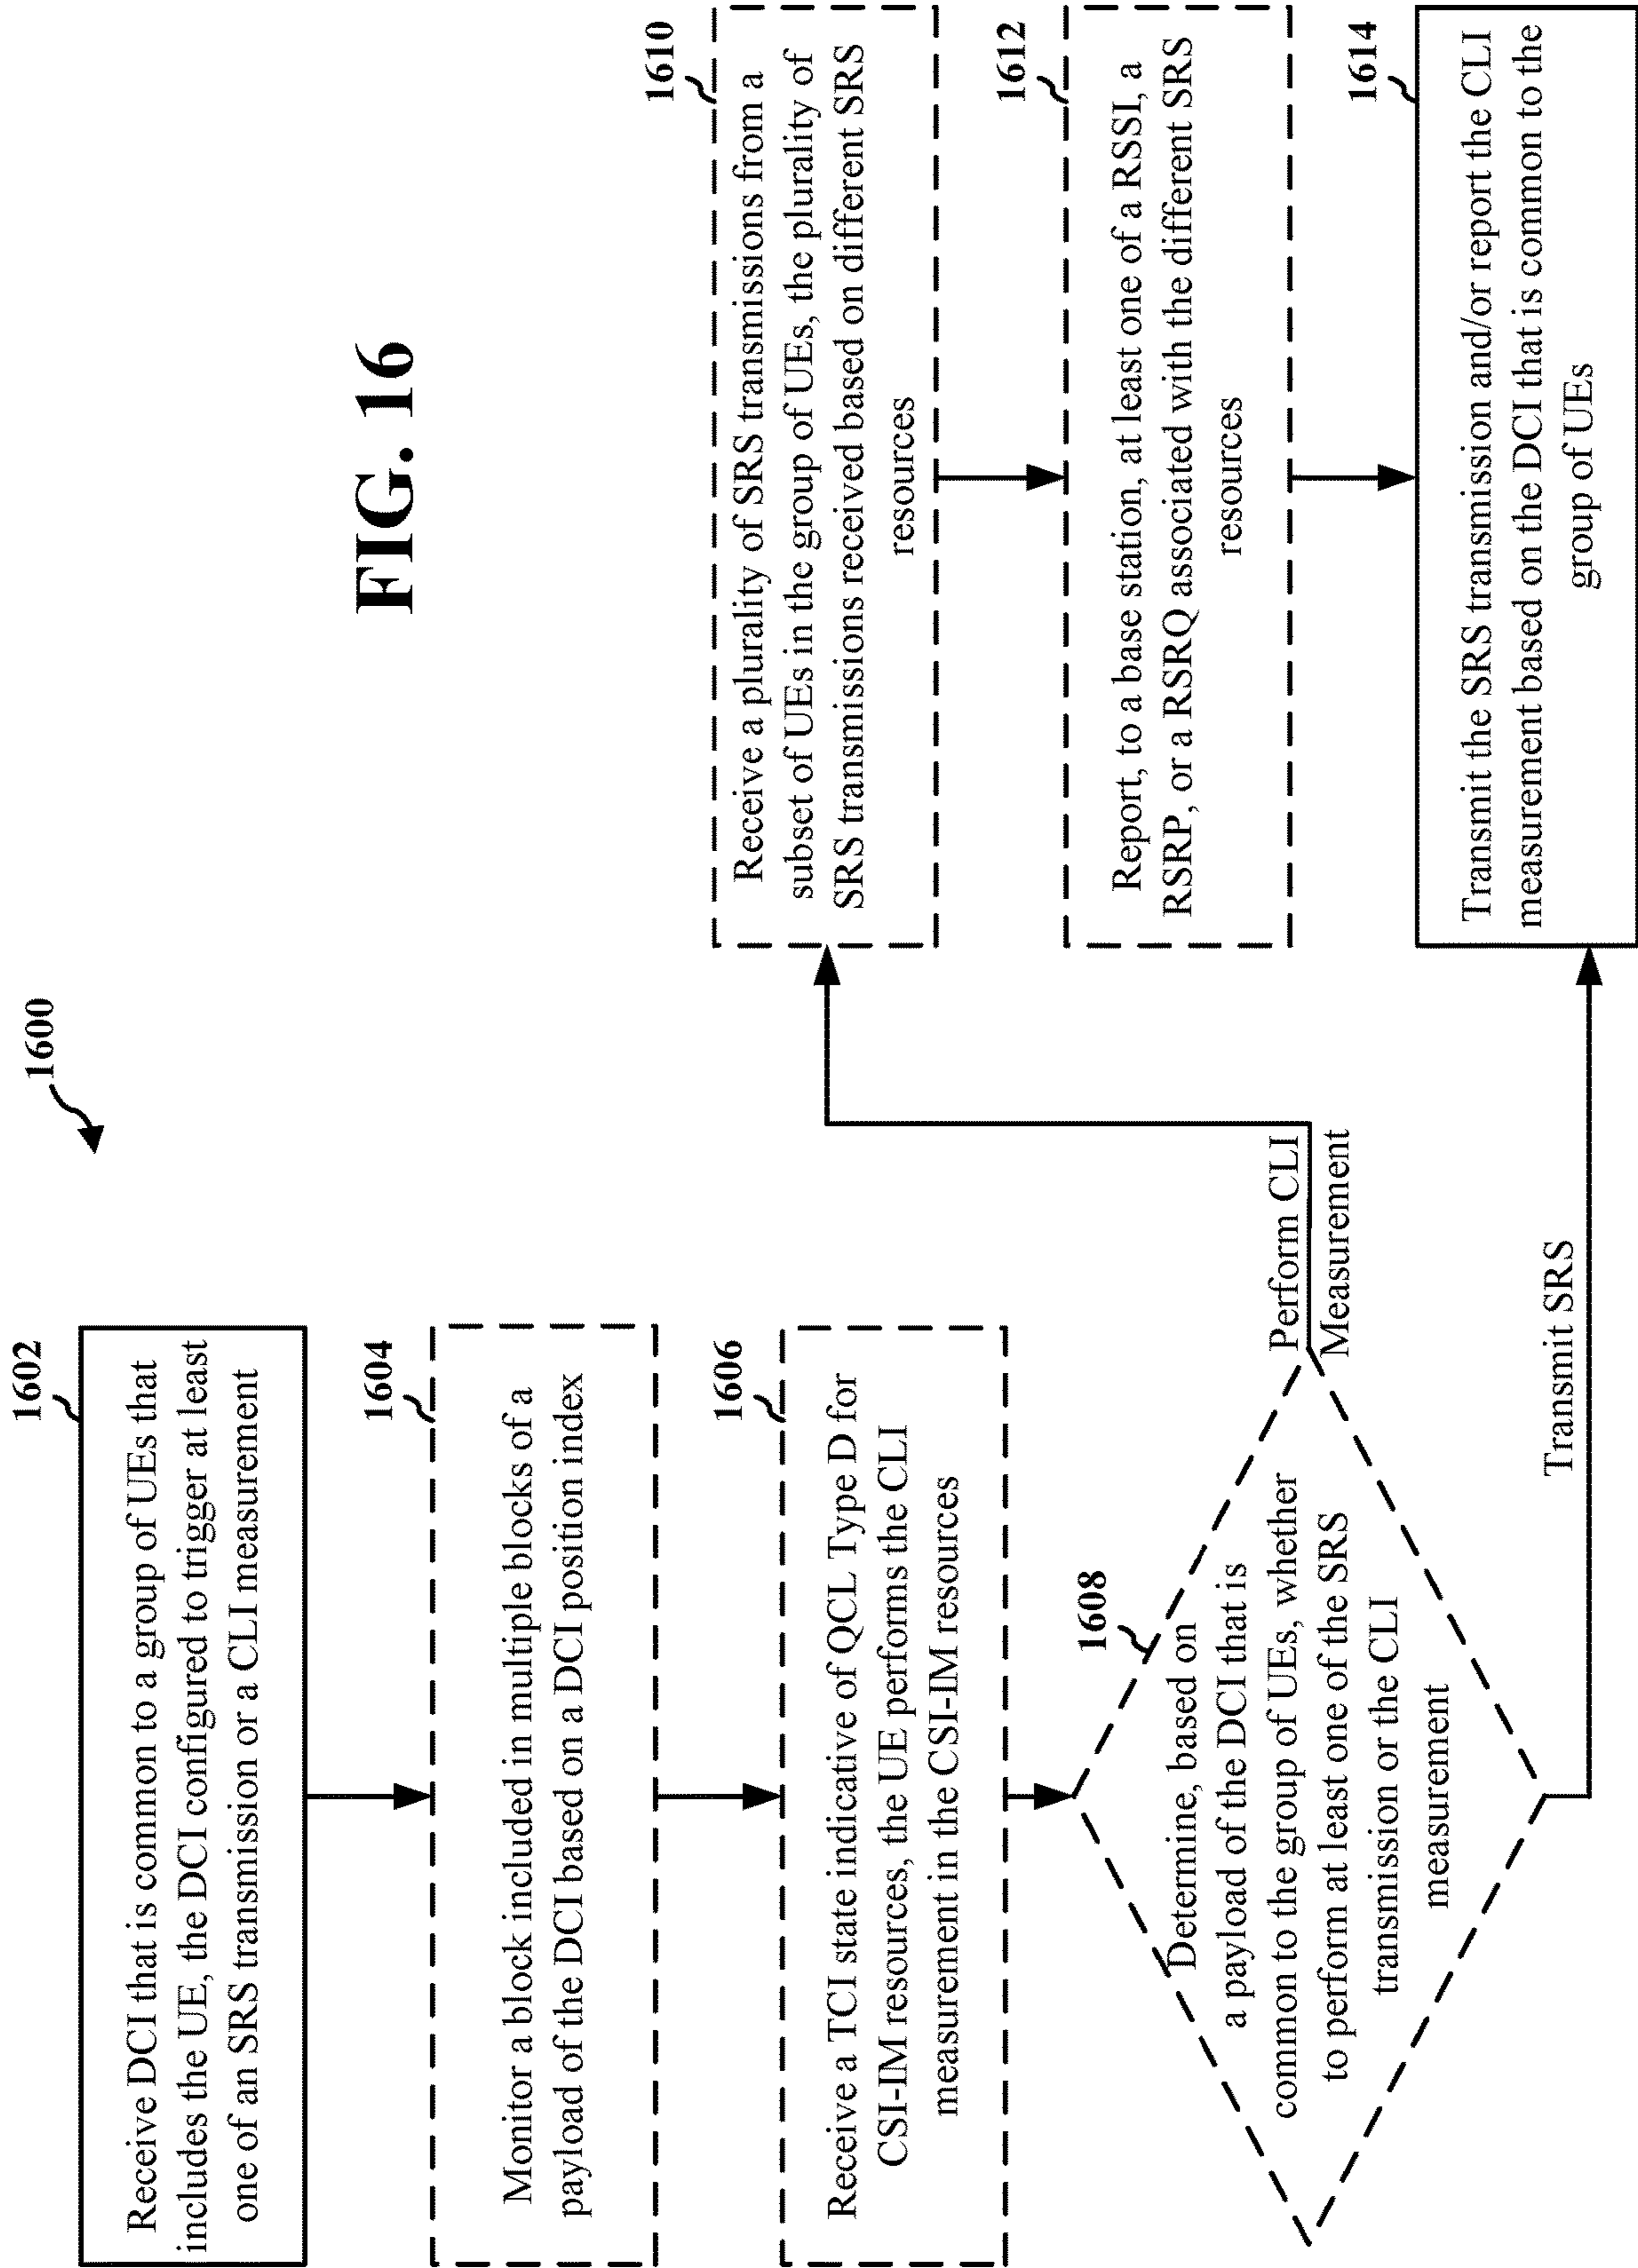 1600
1602
Receive DCI that is common to a group of UEs that
includes the UE, the DCI configured to trigger at least
one of an SRS transmission or a CLI measurement
1604
Monitor a block included in multiple blocks of a
payload of the DCI based on a DCI position index
1606
Receive a TCI state indicative of QCL Type D for
CSI-IM resources, the UE performs the CLI
measurement in the CSI-IM resources
1608
Determine, based on
a payload of the DCI that is
common to the group of UEs, whether
to perform at least one of the SRS
transmission or the CLI
measurement
Perform CLI
Measurement
Transmit SRS
FIG. 16
1610
Receive a plurality of SRS transmissions from a
subset of UEs in the group of UEs, the plurality of
SRS transmissions received based on different SRS
resources
1612
Report, to a base station, at least one of a RSSI, a
RSRP, or a RSRQ associated with the different SRS
resources
1614
Transmit the SRS transmission and/or report the CLI
measurement based on the DCI that is common to the
group of UEs